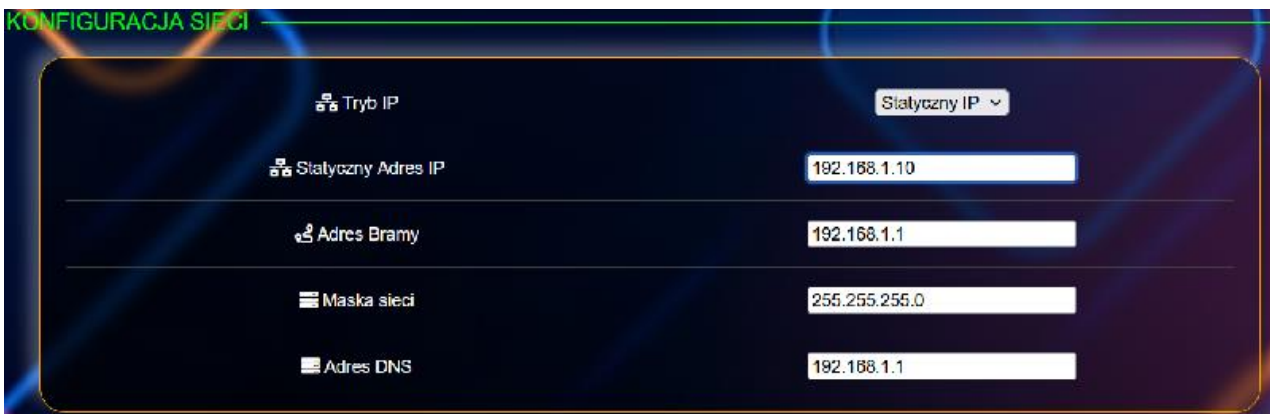 KONFIGURACJA SIECI
Tryb IP
Statyczny IP
Statyczny Adres IP
192.168.1.10
Adres Bramy
192.168.1.1
Maska sieci
255.255.255.0
Adres DNS
192.168.1.1